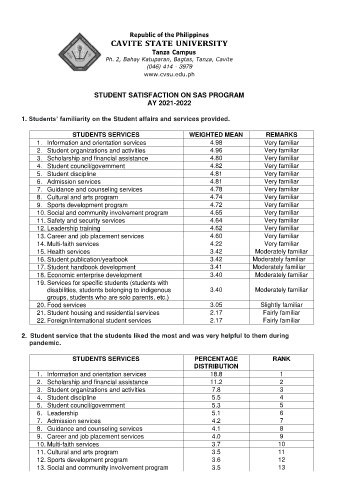 Republic of the Philippines
CAVITE STATE UNIVERSITY
Tanza Campus
Ph. 2, Bahay Katuparan, Bagtas, Tanza, Cavite
(046) 414 - 3979
www.cvsu.edu.ph
STUDENT SATISFACTION ON SAS PROGRAM
AY 2021-2022
1. Students' familiarity on the Student affairs and services provided.
STUDENTS SERVICES WEIGHTED MEAN REMARKS
1. Information and orientation services 4.98 Very familiar
2. Student organizations and activities 4.96 Very familiar
3. Scholarship and financial assistance 4.80 Very familiar
4. Student council/government 4.82 Very familiar
5. Student discipline 4.81 Very familiar
6. Admission services 4.81 Very familiar
7. Guidance and counseling services 4.78 Very familiar
8. Cultural and arts program 4.74 Very familiar
9. Sports development program 4.72 Very familiar
10. Social and community involvement program 4.65 Very familiar
11. Safety and security services 4.64 Very familiar
12. Leadership training 4.62 Very familiar
13. Career and job placement services 4.60 Very familiar
14. Multi-faith services 4.22 Very familiar
15. Health services 3.42 Moderately familiar
16. Student publication/yearbook 3.42 Moderately familiar
17. Student handbook development 3.41 Moderately familiar
18. Economic enterprise development 3.40 Moderately familiar
19. Services for specific students (students with
disabilities, students belonging to indigenous
groups, students who are solo parents, etc.) 3.40 Moderately familiar
20. Food services 3.05 Slightly familiar
21. Student housing and residential services 2.17 Fairly familiar
22. Foreign/International student services 2.17 Fairly familiar
2. Student service that the students liked the most and was very helpful to them during
pandemic.
STUDENTS SERVICES PERCENTAGE DISTRIBUTION RANK
1. Information and orientation services 18.8 1
2. Scholarship and financial assistance 11.2 2
3. Student organizations and activities 7.8 3
4. Student discipline 5.5 4
5. Student council/government 5.3 5
6. Leadership 5.1 6
7. Admission services 4.2 7
8. Guidance and counseling services 4.1 8
9. Career and job placement services 4.0 9
10. Multi-faith services 3.7 10
11. Cultural and arts program 3.5 11
12. Sports development program 3.6 12
13. Social and community involvement program 3.5 13